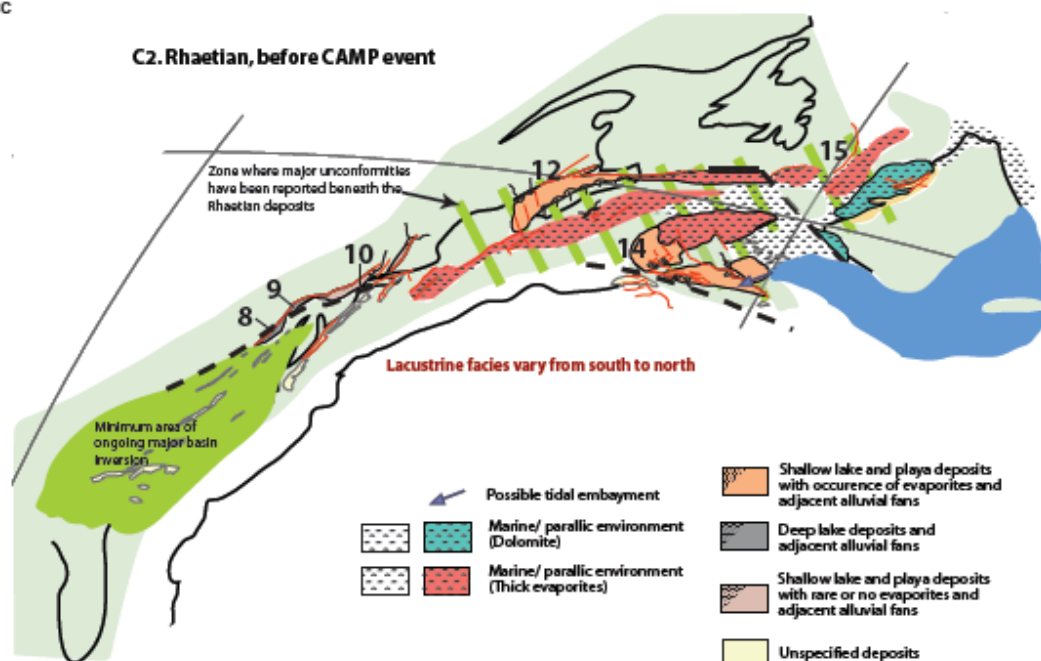 C
C2. Rhaetian, before CAMP event
Zone where major unconformities
have been reported beneath the
Rhaetian deposits
12
15
14
10
9
8
Lacustrine facies vary from south to north
Minimum area of
ongoing major basin
inversion
Possible tidal embayment
Marine/ parallic environment
(Dolomite)
Marine/ parallic environment
(Thick evaporites)
Shallow lake and playa deposits
with occurence of evaporites and
adjacent alluvial fans
Deep lake deposits and
adjacent alluvial fans
Shallow lake and playa deposits
with rare or no evaporites and
adjacent alluvial fans
Unspecified deposits